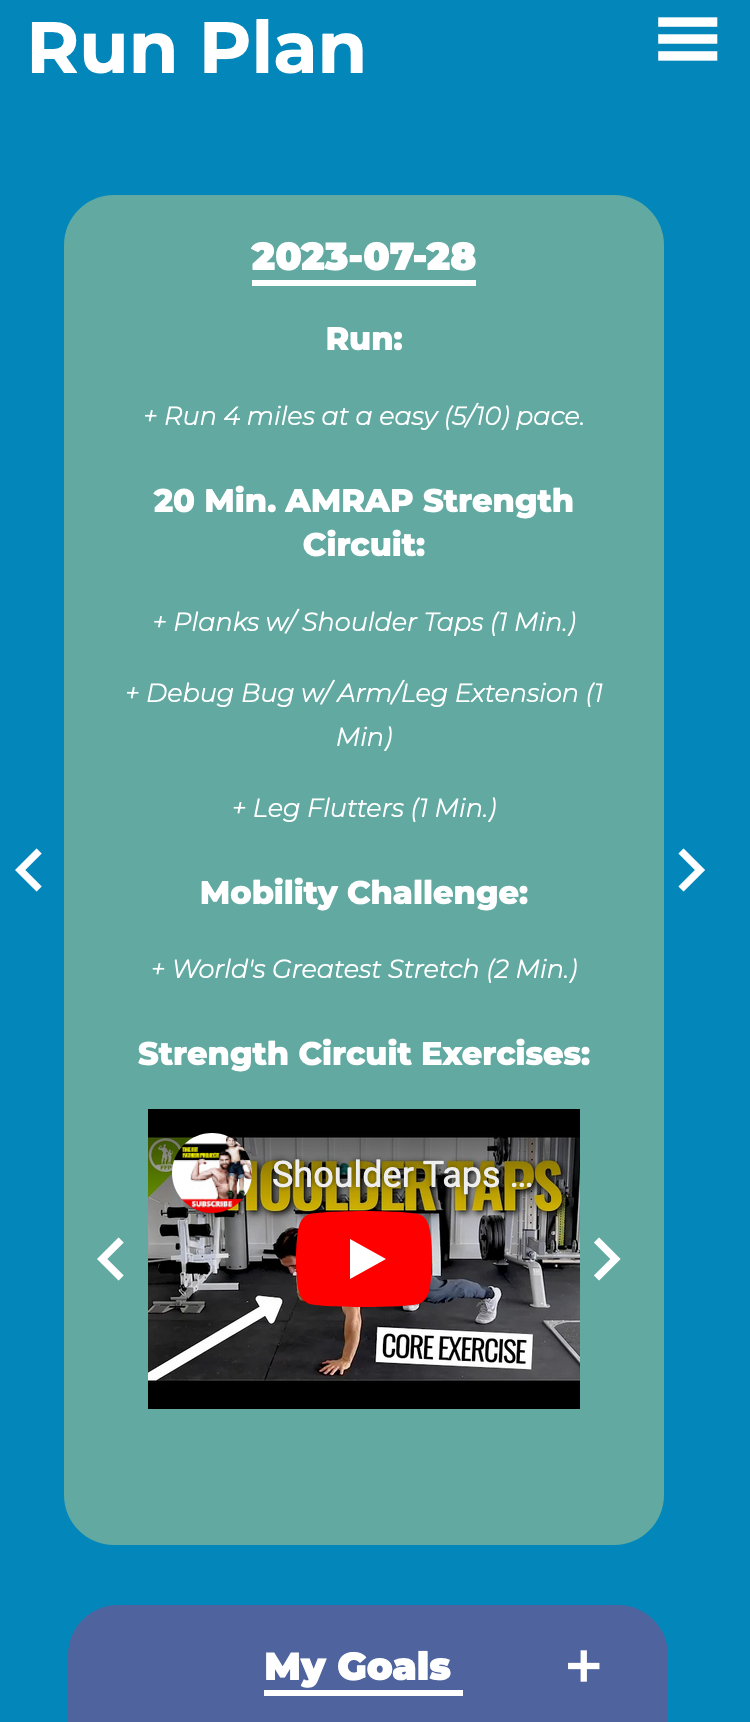 Run Plan
2023-07-28
Run:
+ Run 4 miles at a easy (5/10) pace.
20 Min. AMRAP Strength
Circuit:
+ Planks w/ Shoulder Taps (1 Min.)
+ Debug Bug w/ Arm/Leg Extension (1
Min)
+ Leg Flutters (1 Min.)
Mobility Challenge:
+ World's Greatest Stretch (2 Min.)
Strength Circuit Exercises:
Shoulder Taps ...
SHOULDER TAPS
SUBSCRIBE
CORE EXERCISE
My Goals +